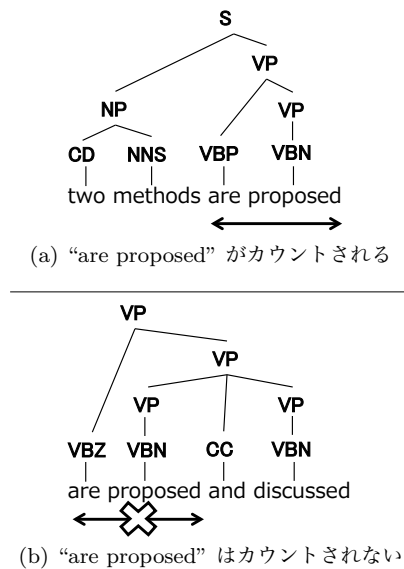 S
VP
NP VP
CD NNS VBP VBN
two methods are proposed
(a) “are proposed” がカウントされる
VP
VP
VP VP
VBZ VBN CC VBN
are proposed and discussed
(b) “are proposed” はカウントされない